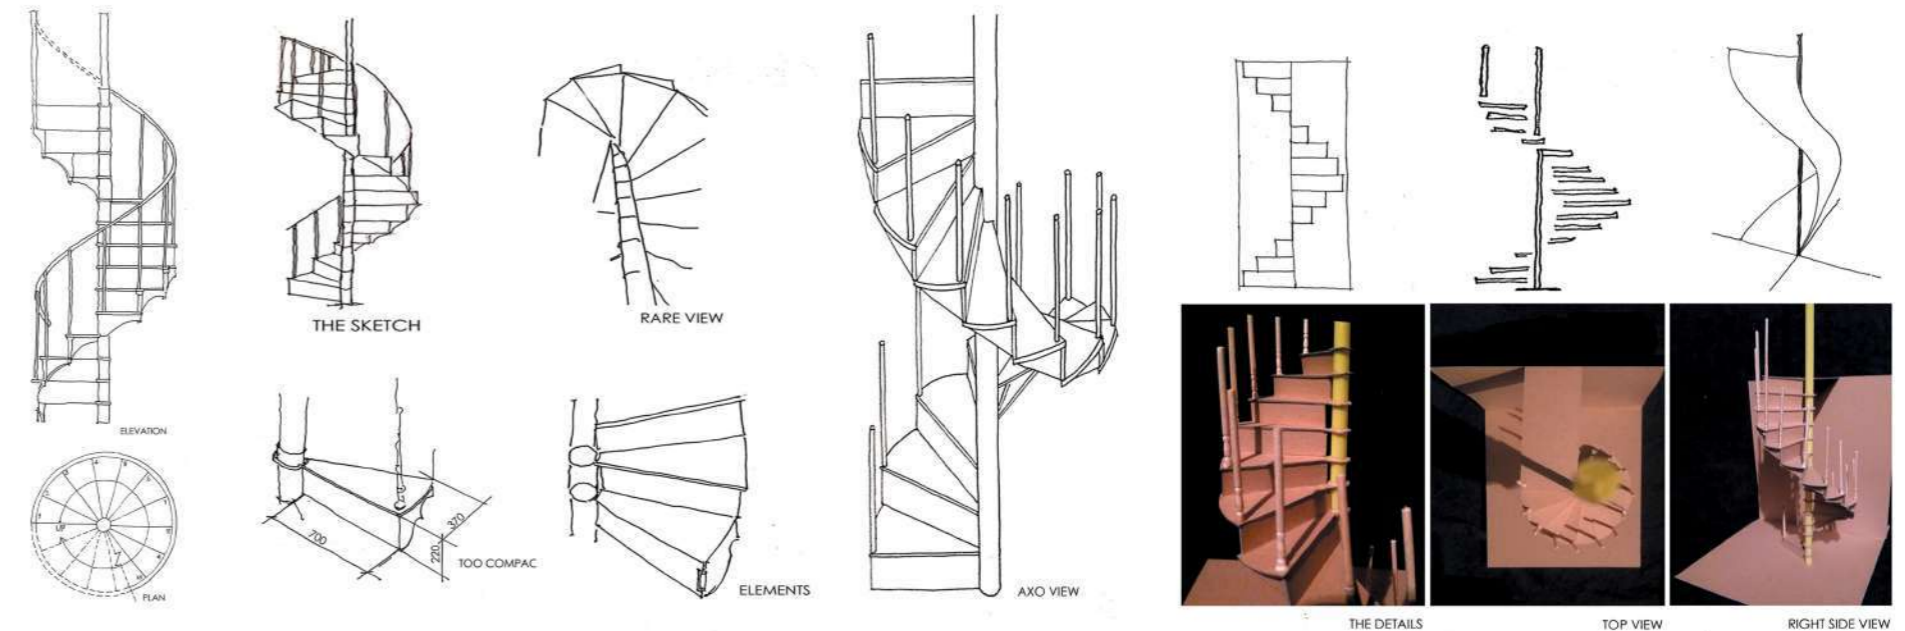 THE SKETCH
RARE VIEW
ELEVATION
UP
PLAN
700
370
220
TOO COMPAC
ELEMENTS
AXO VIEW
THE DETAILS
TOP VIEW
RIGHT SIDE VIEW